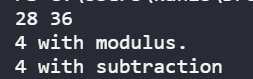 28 36
4 with modulus.
4 with subtraction